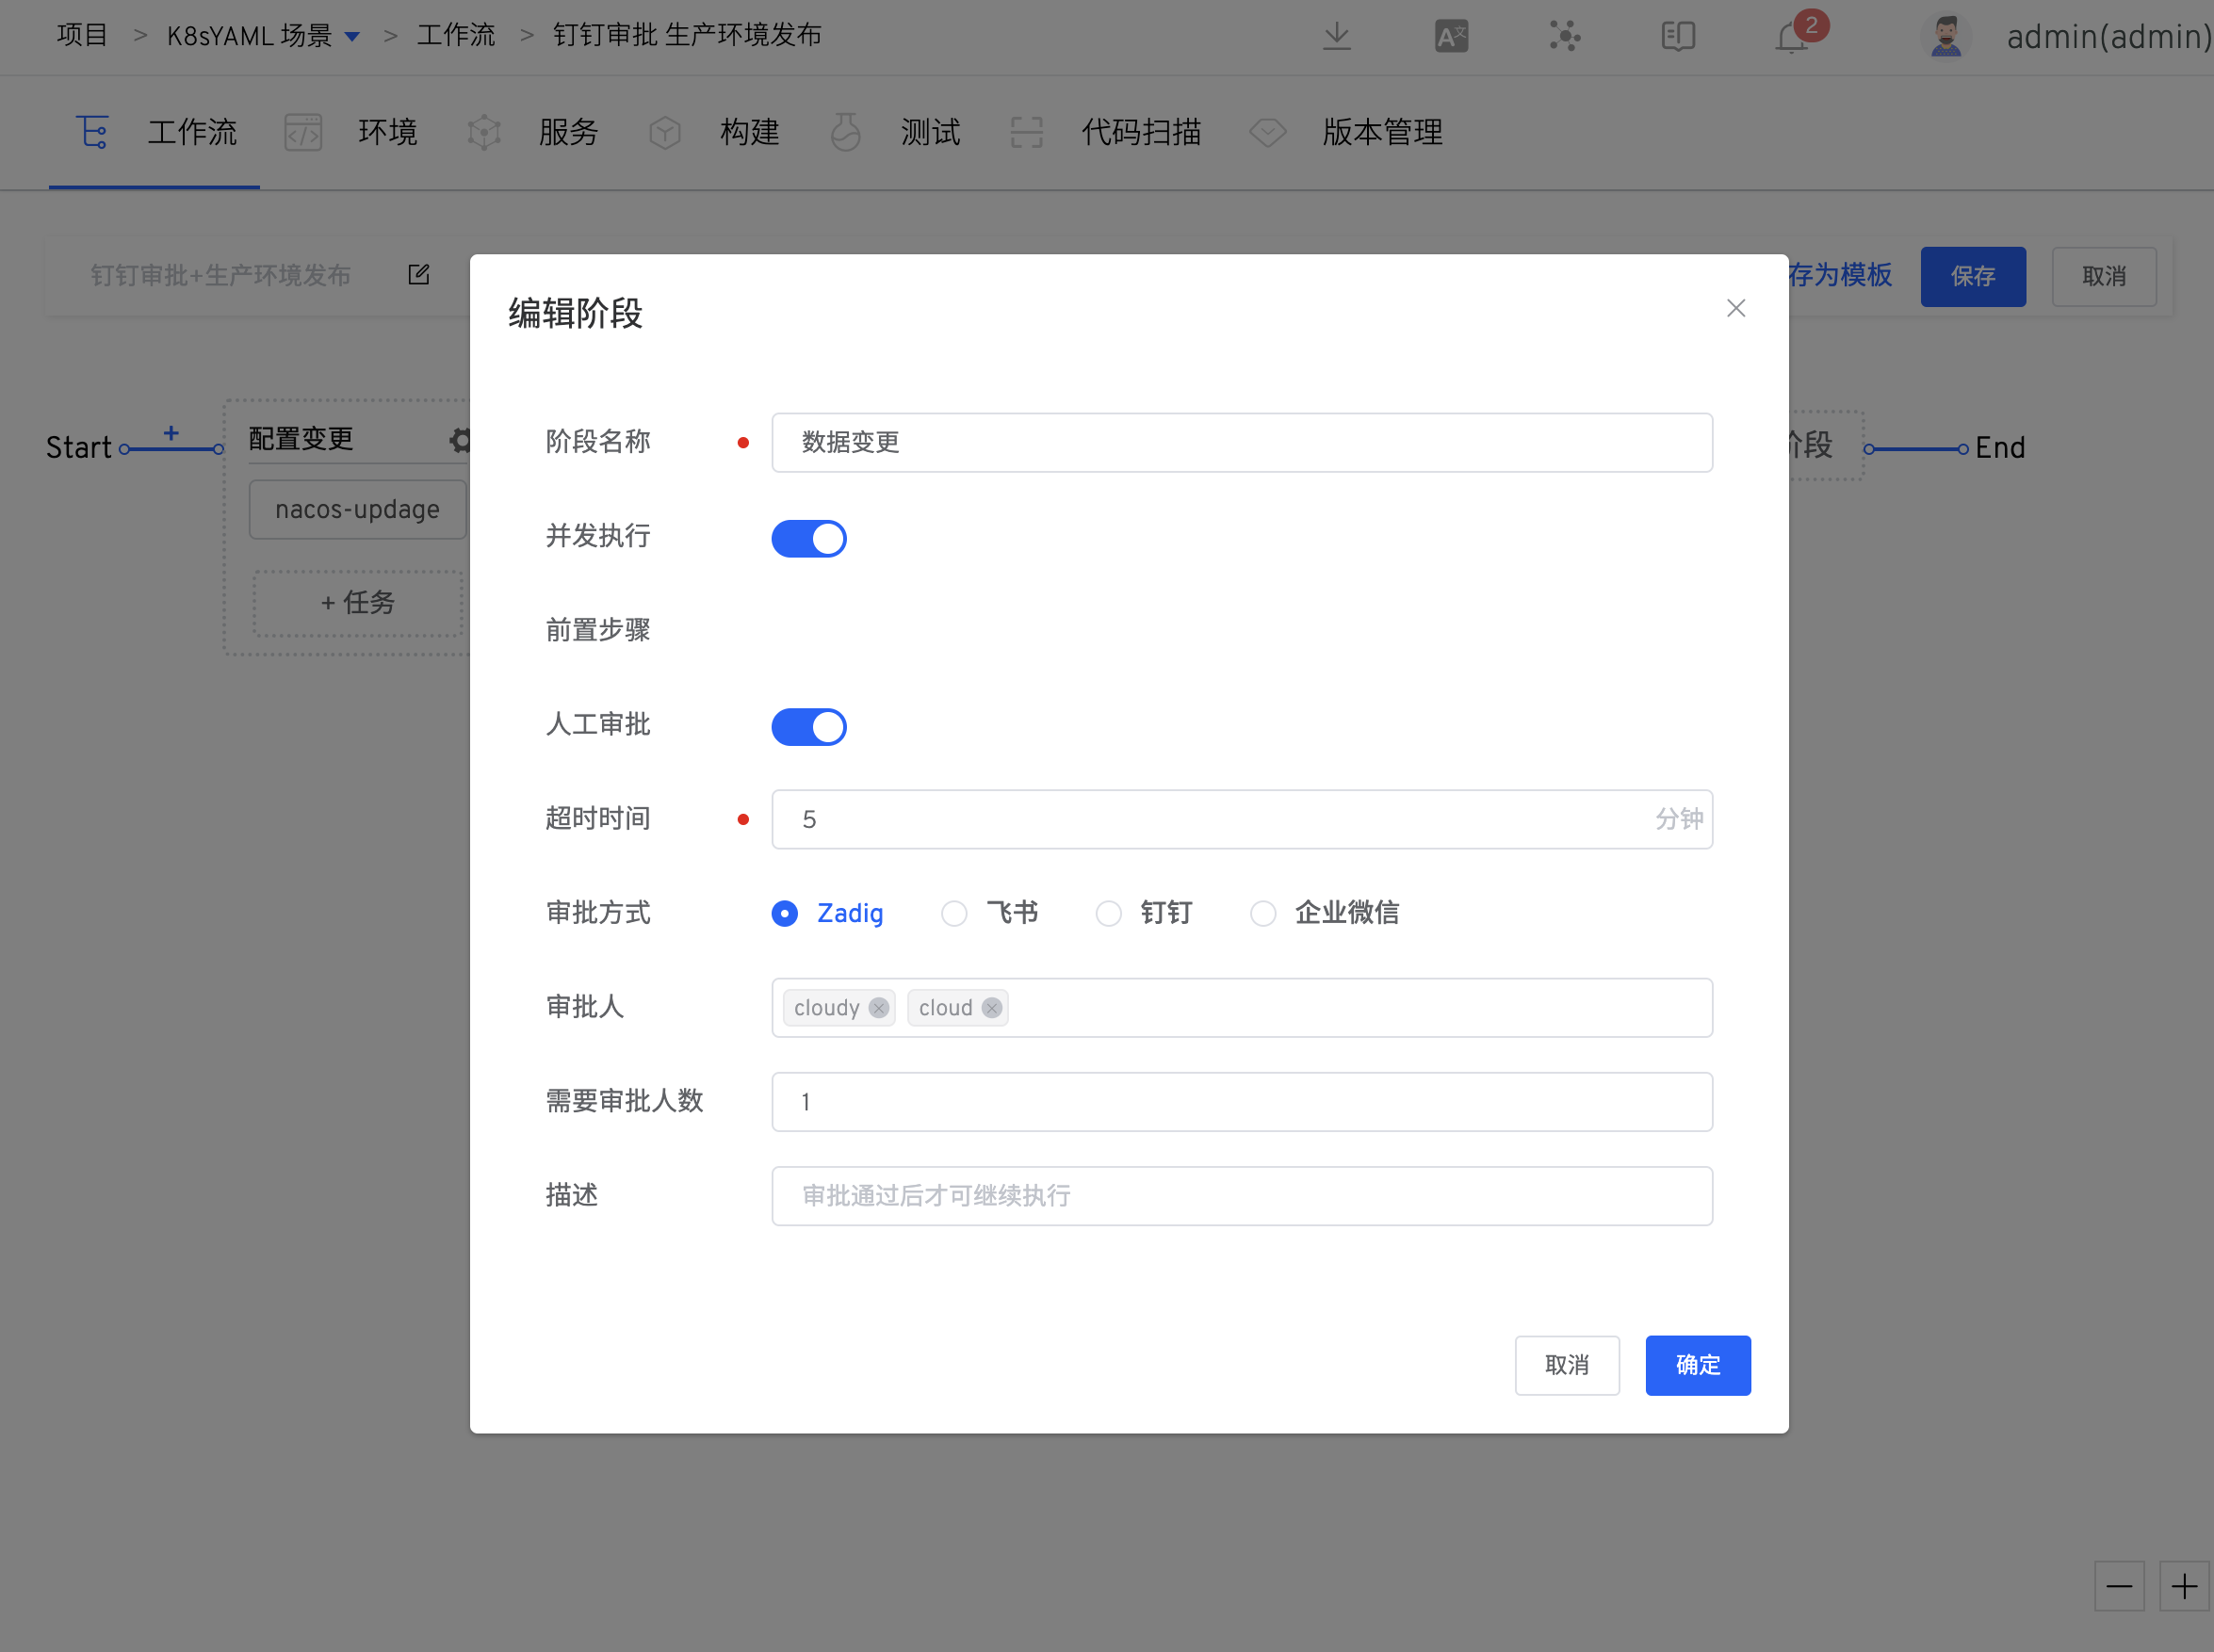 项目 > K8sYAML 场景 > 工作流 > 钉钉审批 生产环境发布
2
admin(admin)
工作流 环境 服务 构建 测试 代码扫描 版本管理
钉钉审批+生产环境发布
存为模板 保存 取消
编辑阶段
Start
+
配置变更
阶段
End
nacos-updage
+ 任务
阶段名称 数据变更
并发执行
前置步骤
人工审批
超时时间 5 分钟
审批方式 Zadig 飞书 钉钉 企业微信
审批人 cloudy cloud
需要审批人数 1
描述 审批通过后才可继续执行
取消 确定